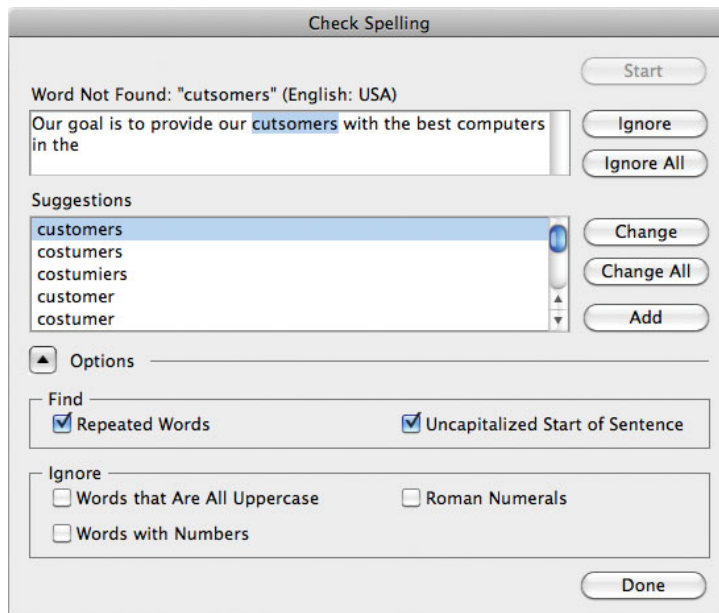 Check Spelling
Start
Word Not Found: "cutsomers" (English: USA)
Our goal is to provide our cutsomers with the best computers
in the
Ignore
Ignore All
Suggestions
customers
costumers
costumiers
customer
costumer
Change
Change All
Add
Options
Find
Repeated Words
Uncapitalized Start of Sentence
Ignore
Words that Are All Uppercase
Roman Numerals
Words with Numbers
Done